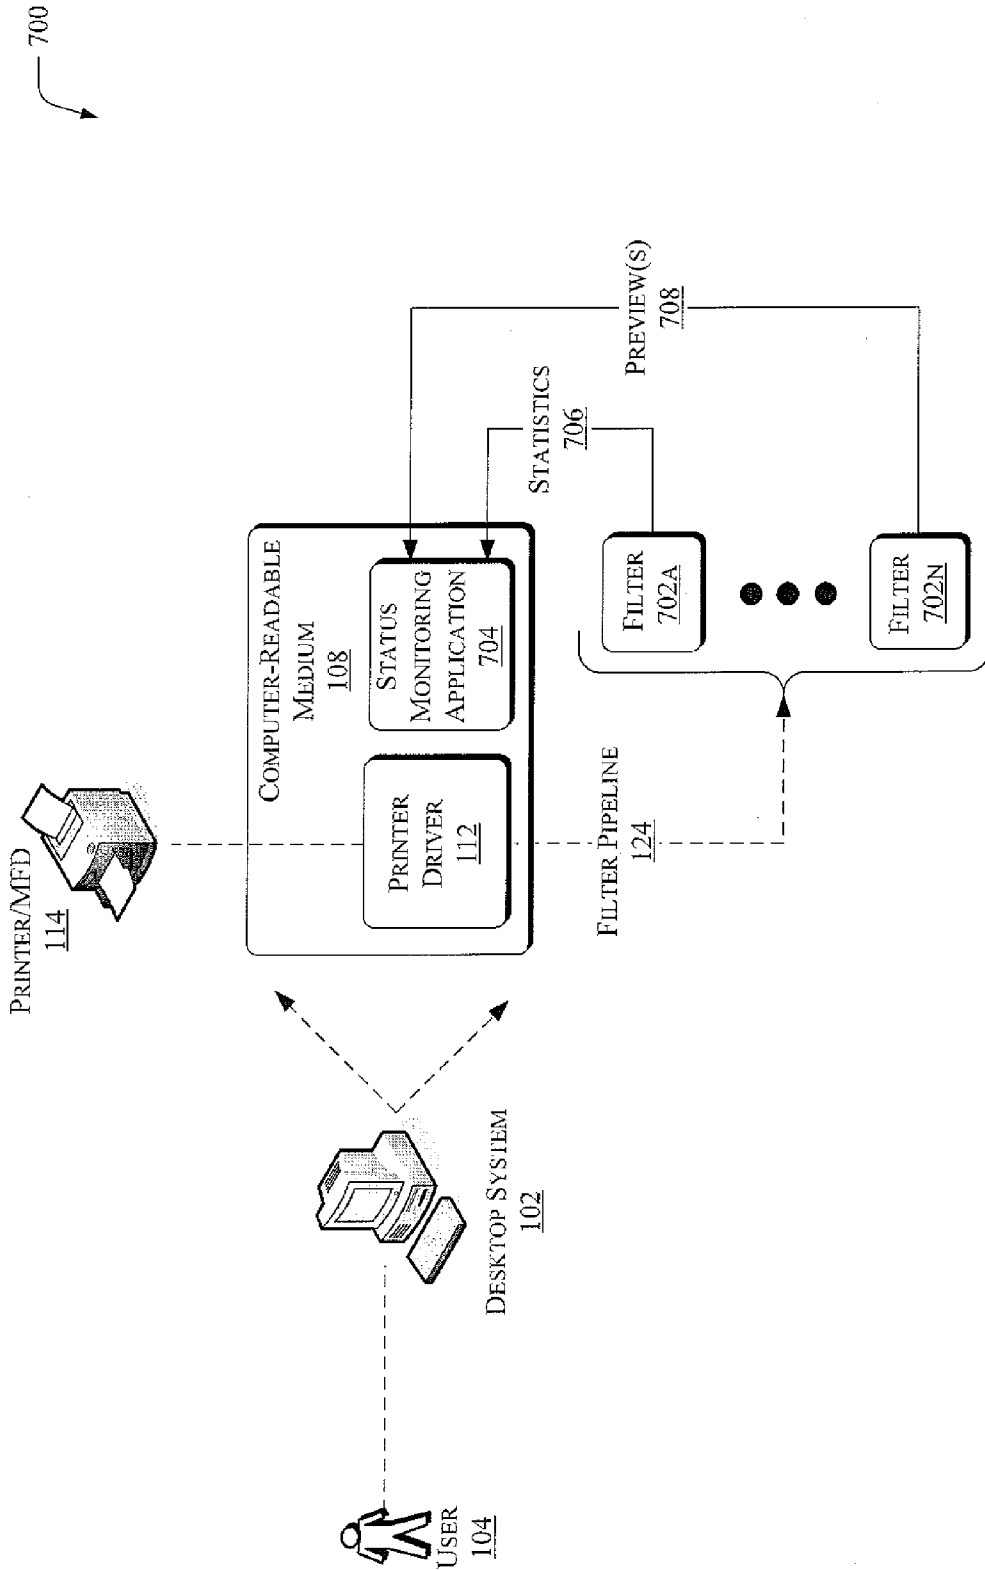 700
PRINTER/MFD
114
COMPUTER-READABLE
MEDIUM
108
PRINTER
DRIVER
112
STATUS
MONITORING
APPLICATION
704
USER
104
DESKTOP SYSTEM
102
FILTER PIPELINE
124
STATISTICS
706
PREVIEW(S)
708
FILTER
702A
FILTER
702N